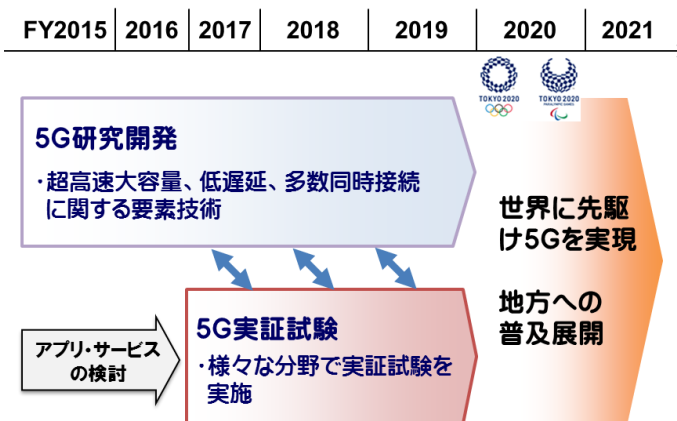 FY2015 2016 2017 2018 2019 2020 2021
TOKYO 2020
TOKYO 2020
PARALYMPIC GAMES
5G研究開発
・超高速大容量、低遅延、多数同時接続
に関する要素技術
世界に先駆
け5Gを実現
地方への
普及展開
アプリ・サービス
の検討
5G実証試験
・様々な分野で実証試験を
実施